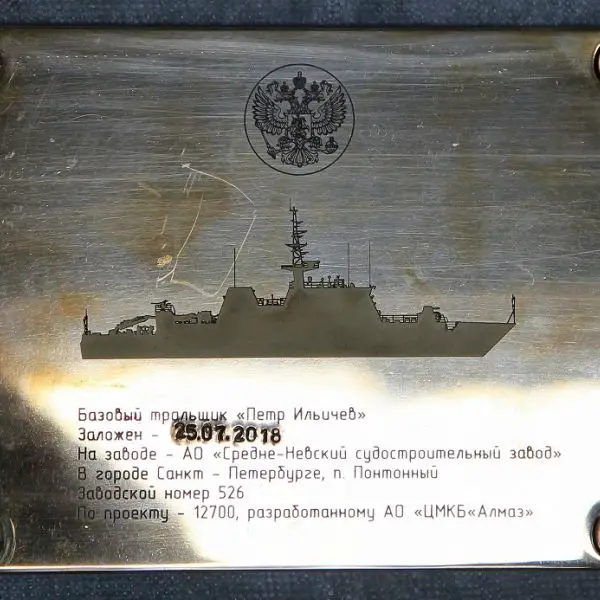 Базовый тральщик «Петр Ильичев»
Заложен - 25.07.2018
На заводе - АО «Средне-Невский судостроительный завод»
В городе Санкт - Петербурге, п. Понтонный
Заводской номер 526
По проекту - 12700, разработанному АО «ЦМКБ«Алмаз»